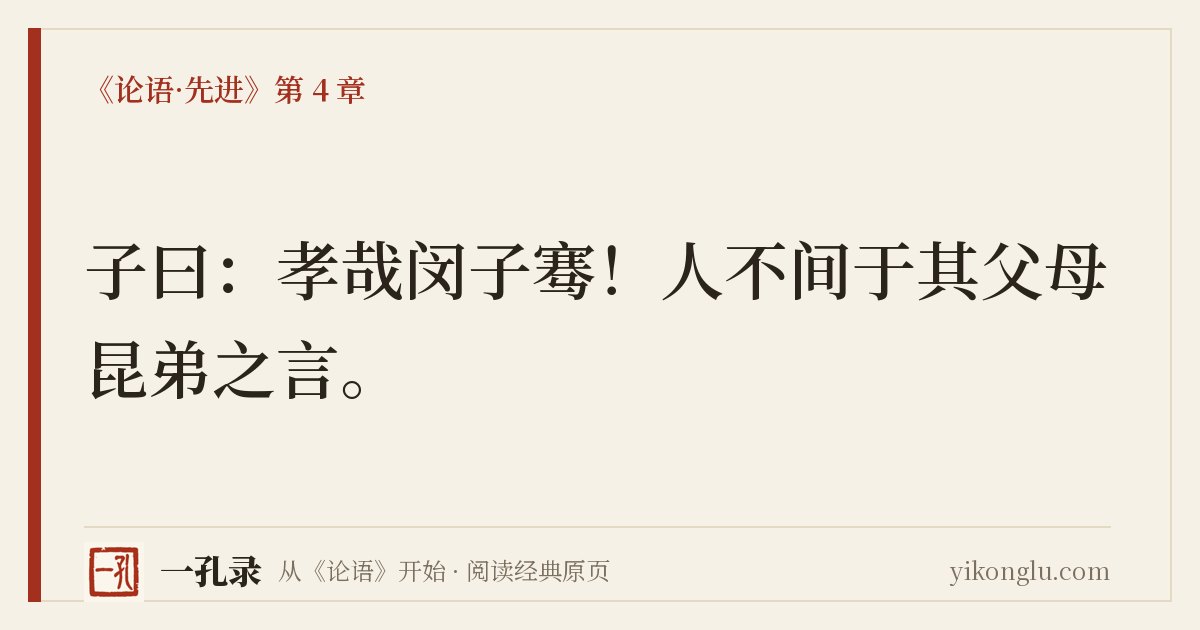 《论语·先进》第 4 章
子曰：孝哉闵子骞！人不间于其父母
昆弟之言。
一孔
一孔录 从《论语》开始 · 阅读经典原页 yikonglu.com